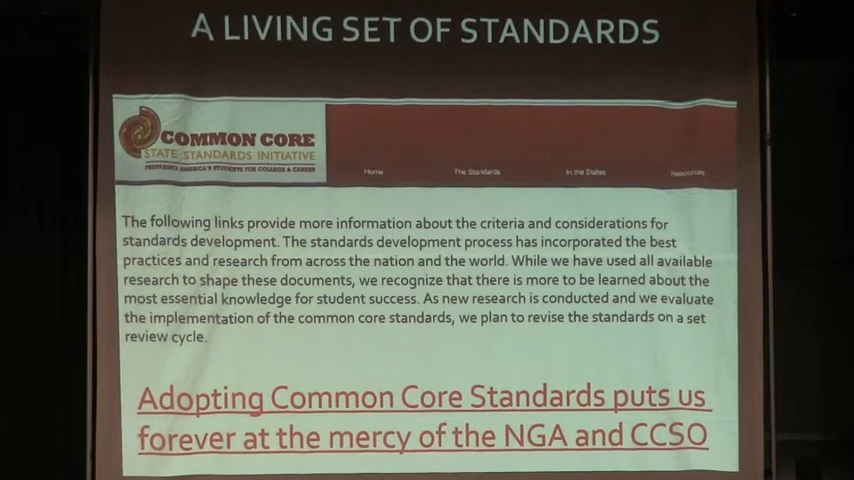 A LIVING SET OF STANDARDS
COMMON CORE
STATE STANDARDS INITIATIVE
PREPARING AMERICA'S STUDENTS FOR COLLEGE & CAREER
Home The Standards In the States Resources
The following links provide more information about the criteria and considerations for
standards development. The standards development process has incorporated the best
practices and research from across the nation and the world. While we have used all available
research to shape these documents, we recognize that there is more to be learned about the
most essential knowledge for student success. As new research is conducted and we evaluate
the implementation of the common core standards, we plan to revise the standards on a set
review cycle.
Adopting Common Core Standards puts us
forever at the mercy of the NGA and CCSO